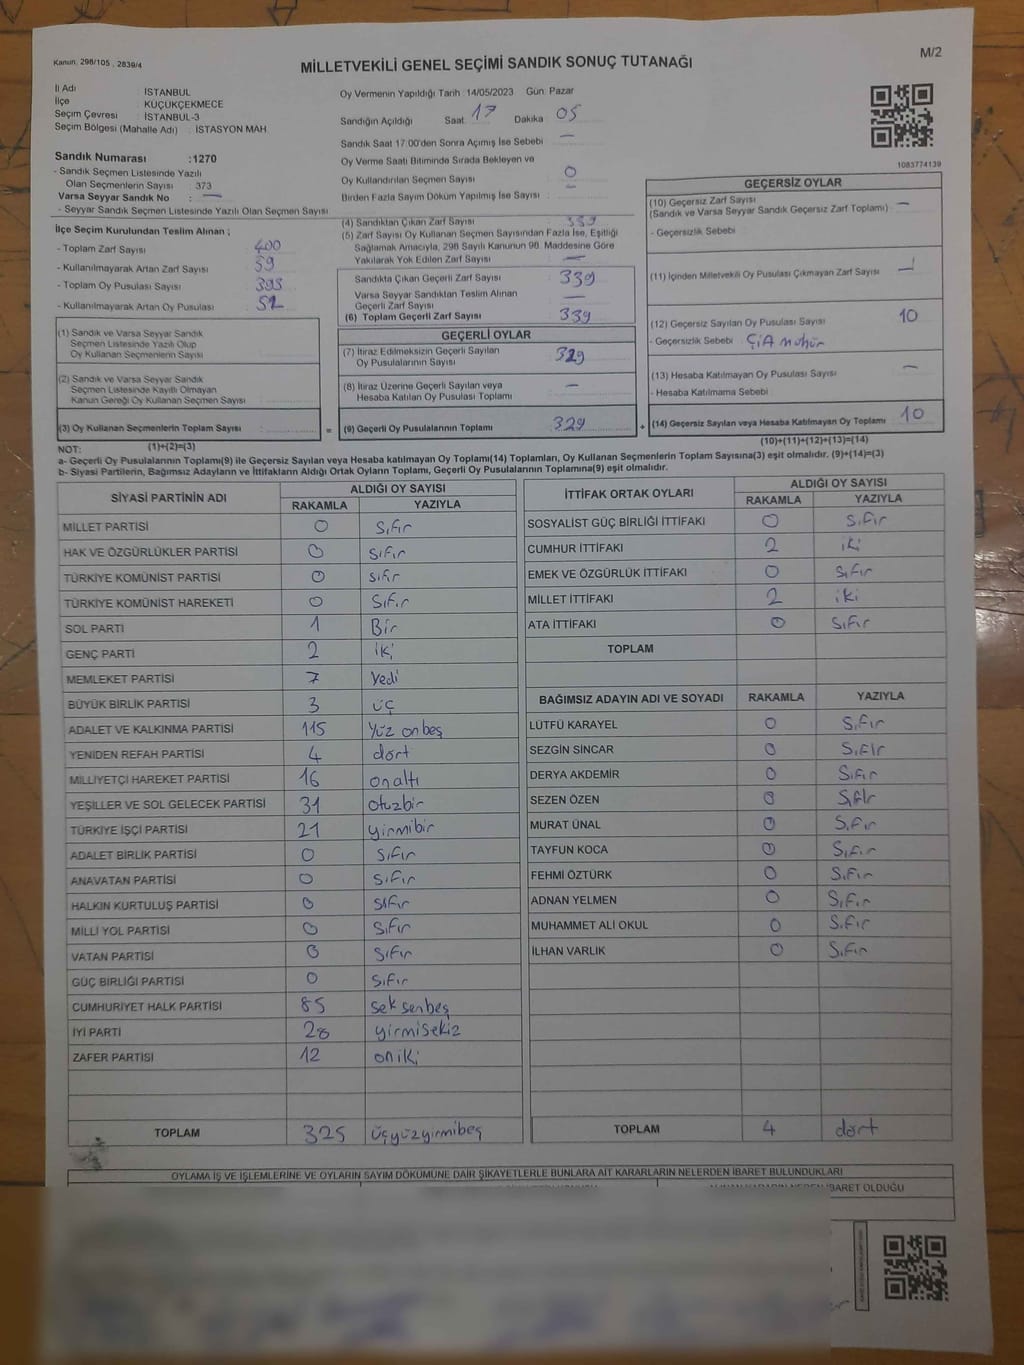 Kanun, 298/105 , 2839/4
M/2
MİLLETVEKİLİ GENEL SEÇİMİ SANDIK SONUÇ TUTANAĞI
İl Adı : İSTANBUL
İlçe : KÜÇÜKÇEKMECE
Seçim Çevresi : İSTANBUL-3
Seçim Bölgesi (Mahalle Adı) : İSTASYON MAH.
Sandık Numarası :1270
- Sandık Seçmen Listesinde Yazılı
Olan Seçmenlerin Sayısı : 373
Varsa Seyyar Sandık No : —
- Seyyar Sandık Seçmen Listesinde Yazılı Olan Seçmen Sayısı
Oy Vermenin Yapıldığı Tarih :14/05/2023 Gün: Pazar
Sandığın Açıldığı Saat: 17 Dakika 05
Sandık Saat 17:00'den Sonra Açımış İse Sebebi : —
Oy Verme Saati Bitiminde Sırada Bekleyen ve
Oy Kullandırılan Seçmen Sayısı : 0
Birden Fazla Sayım Döküm Yapılmış İse Sayısı : —
1083774139
İlçe Seçim Kurulundan Teslim Alınan ;
- Toplam Zarf Sayısı : 400
- Kullanılmayarak Artan Zarf Sayısı : 59
- Toplam Oy Pusulası Sayısı : 393
- Kullanılmayarak Artan Oy Pusulası : 52
(1) Sandık ve Varsa Seyyar Sandık
Seçmen Listesinde Yazılı Olup
Oy Kullanan Seçmenlerin Sayısı :
(2) Sandık ve Varsa Seyyar Sandık
Seçmen Listesinde Kayıtlı Olmayan
Kanun Gereği Oy Kullanan Seçmen Sayısı :
(3) Oy Kullanan Seçmenlerin Toplam Sayısı :
(4) Sandıktan Çıkan Zarf Sayısı : 339
(5) Zarf Sayısı Oy Kullanan Seçmen Sayısından Fazla İse, Eşitliği
Sağlamak Amacıyla, 298 Sayılı Kanunun 98. Maddesine Göre
Yakılarak Yok Edilen Zarf Sayısı : —
Sandıkta Çıkan Geçerli Zarf Sayısı : 339
Varsa Seyyar Sandıktan Teslim Alınan
Geçerli Zarf Sayısı : —
(6) Toplam Geçerli Zarf Sayısı : 339
GEÇERLİ OYLAR
(7) İtiraz Edilmeksizin Geçerli Sayılan
Oy Pusulalarının Sayısı : 329
(8) İtiraz Üzerine Geçerli Sayılan veya
Hesaba Katılan Oy Pusulası Toplamı : —
= (9) Geçerli Oy Pusulalarının Toplamı : 329
GEÇERSİZ OYLAR
(10) Geçersiz Zarf Sayısı : —
(Sandık ve Varsa Seyyar Sandık Geçersiz Zarf Toplamı)
- Geçersizlik Sebebi :
(11) İçinden Milletvekili Oy Pusulası Çıkmayan Zarf Sayısı :
(12) Geçersiz Sayılan Oy Pusulası Sayısı : 10
- Geçersizlik Sebebi :
(13) Hesaba Katılmayan Oy Pusulası Sayısı : —
- Hesaba Katılmama Sebebi :
+ (14) Geçersiz Sayılan veya Hesaba Katılmayan Oy Toplamı : 10
NOT: (1)+(2)=(3) (10)+(11)+(12)+(13)=(14)
a- Geçerli Oy Pusulalarının Toplamı(9) ile Geçersiz Sayılan veya Hesaba katılmayan Oy Toplamı(14) Toplamları, Oy Kullanan Seçmenlerin Toplam Sayısına(3) eşit olmalıdır. (9)+(14)=(3)
b- Siyasi Partilerin, Bağımsız Adayların ve İttifakların Aldığı Ortak Oyların Toplamı, Geçerli Oy Pusulalarının Toplamına(9) eşit olmalıdır.
SİYASİ PARTİNİN ADI ALDIĞI OY SAYISI
RAKAMLA YAZIYLA
MİLLET PARTİSİ 0 Sıfır
HAK VE ÖZGÜRLÜKLER PARTİSİ 0 Sıfır
TÜRKİYE KOMÜNİST PARTİSİ 0 Sıfır
TÜRKİYE KOMÜNİST HAREKETİ 0 Sıfır
SOL PARTİ 1 Bir
GENÇ PARTİ 2 iki
MEMLEKET PARTİSİ 7 Yedi
BÜYÜK BİRLİK PARTİSİ 3 üç
ADALET VE KALKINMA PARTİSİ 115 Yüz onbeş
YENİDEN REFAH PARTİSİ 4 dört
MİLLİYETÇİ HAREKET PARTİSİ 16 onaltı
YEŞİLLER VE SOL GELECEK PARTİSİ 31 otuzbir
TÜRKİYE İŞÇİ PARTİSİ 21 yirmibir
ADALET BİRLİK PARTİSİ 0 Sıfır
ANAVATAN PARTİSİ 0 Sıfır
HALKIN KURTULUŞ PARTİSİ 0 Sıfır
MİLLİ YOL PARTİSİ 0 Sıfır
VATAN PARTİSİ 0 Sıfır
GÜÇ BİRLİĞİ PARTİSİ 0 Sıfır
CUMHURİYET HALK PARTİSİ 85 seksenbeş
İYİ PARTİ 28 yirmisekiz
ZAFER PARTİSİ 12 oniki
TOPLAM 325 üçyüzyirmibeş
İTTİFAK ORTAK OYLARI ALDIĞI OY SAYISI
RAKAMLA YAZIYLA
SOSYALİST GÜÇ BİRLİĞİ İTTİFAKI 0 Sıfır
CUMHUR İTTİFAKI 2 iki
EMEK VE ÖZGÜRLÜK İTTİFAKI 0 Sıfır
MİLLET İTTİFAKI 2 iki
ATA İTTİFAKI 0 Sıfır
TOPLAM
BAĞIMSIZ ADAYIN ADI VE SOYADI RAKAMLA YAZIYLA
LÜTFÜ KARAYEL 0 Sıfır
SEZGİN SİNCAR 0 Sıfır
DERYA AKDEMİR 0 Sıfır
SEZEN ÖZEN 0 Sıfır
MURAT ÜNAL 0 Sıfır
TAYFUN KOCA 0 Sıfır
FEHMİ ÖZTÜRK 0 Sıfır
ADNAN YELMEN 0 Sıfır
MUHAMMET ALİ OKUL 0 Sıfır
İLHAN VARLIK 0 Sıfır
TOPLAM 4 dört
OYLAMA İŞ VE İŞLEMLERİNE VE OYLARIN SAYIM DÖKÜMÜNE DAİR ŞİKAYETLERLE BUNLARA AİT KARARLARIN NELERDEN İBARET BULUNDUKLARI
OLDUĞU